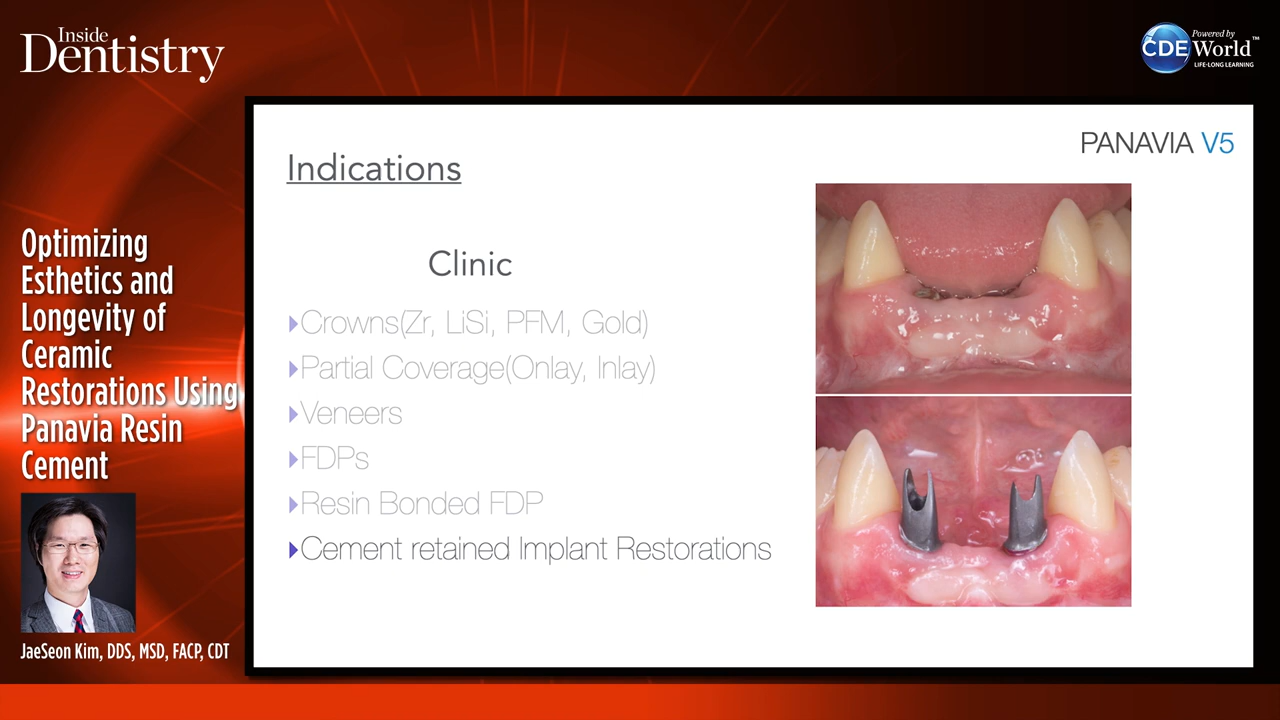 Inside
Dentistry
Powered by
CDEWorld™
LIFE-LONG LEARNING
Optimizing
Esthetics and
Longevity of
Ceramic
Restorations Using
Panavia Resin
Cement
JaeSeon Kim, DDS, MSD, FACP, CDT
PANAVIA V5
Indications
Clinic
Crowns(Zr, LiSi, PFM, Gold)
Partial Coverage(Onlay, Inlay)
Veneers
FDPs
Resin Bonded FDP
Cement retained Implant Restorations